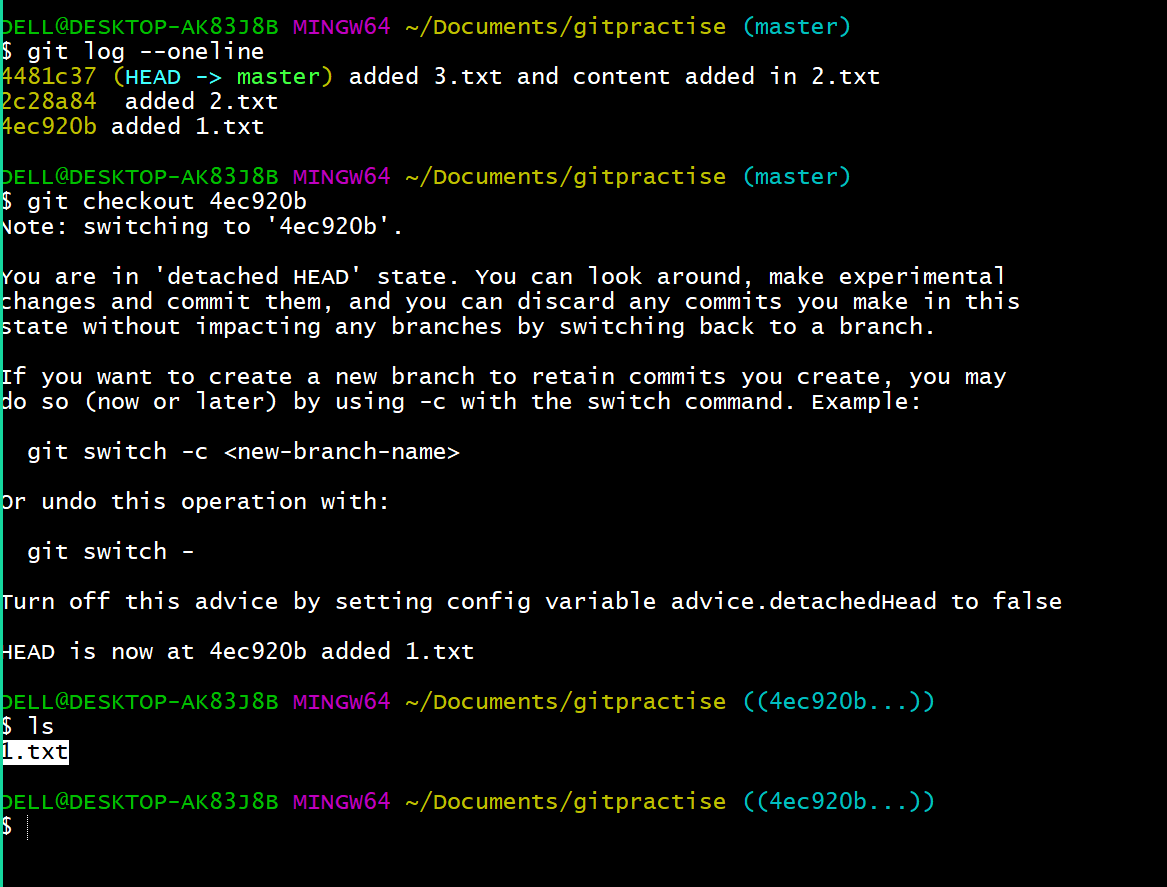 DELL@DESKTOP-AK83J8B MINGW64 ~/Documents/gitpractise (master)
$ git log --oneline
4481c37 (HEAD -> master) added 3.txt and content added in 2.txt
2c28a84  added 2.txt
4ec920b added 1.txt
DELL@DESKTOP-AK83J8B MINGW64 ~/Documents/gitpractise (master)
$ git checkout 4ec920b
Note: switching to '4ec920b'.
You are in 'detached HEAD' state. You can look around, make experimental
changes and commit them, and you can discard any commits you make in this
state without impacting any branches by switching back to a branch.
If you want to create a new branch to retain commits you create, you may
do so (now or later) by using -c with the switch command. Example:
  git switch -c <new-branch-name>
Or undo this operation with:
  git switch -
Turn off this advice by setting config variable advice.detachedHead to false
HEAD is now at 4ec920b added 1.txt
DELL@DESKTOP-AK83J8B MINGW64 ~/Documents/gitpractise ((4ec920b...))
$ ls
1.txt
DELL@DESKTOP-AK83J8B MINGW64 ~/Documents/gitpractise ((4ec920b...))
$